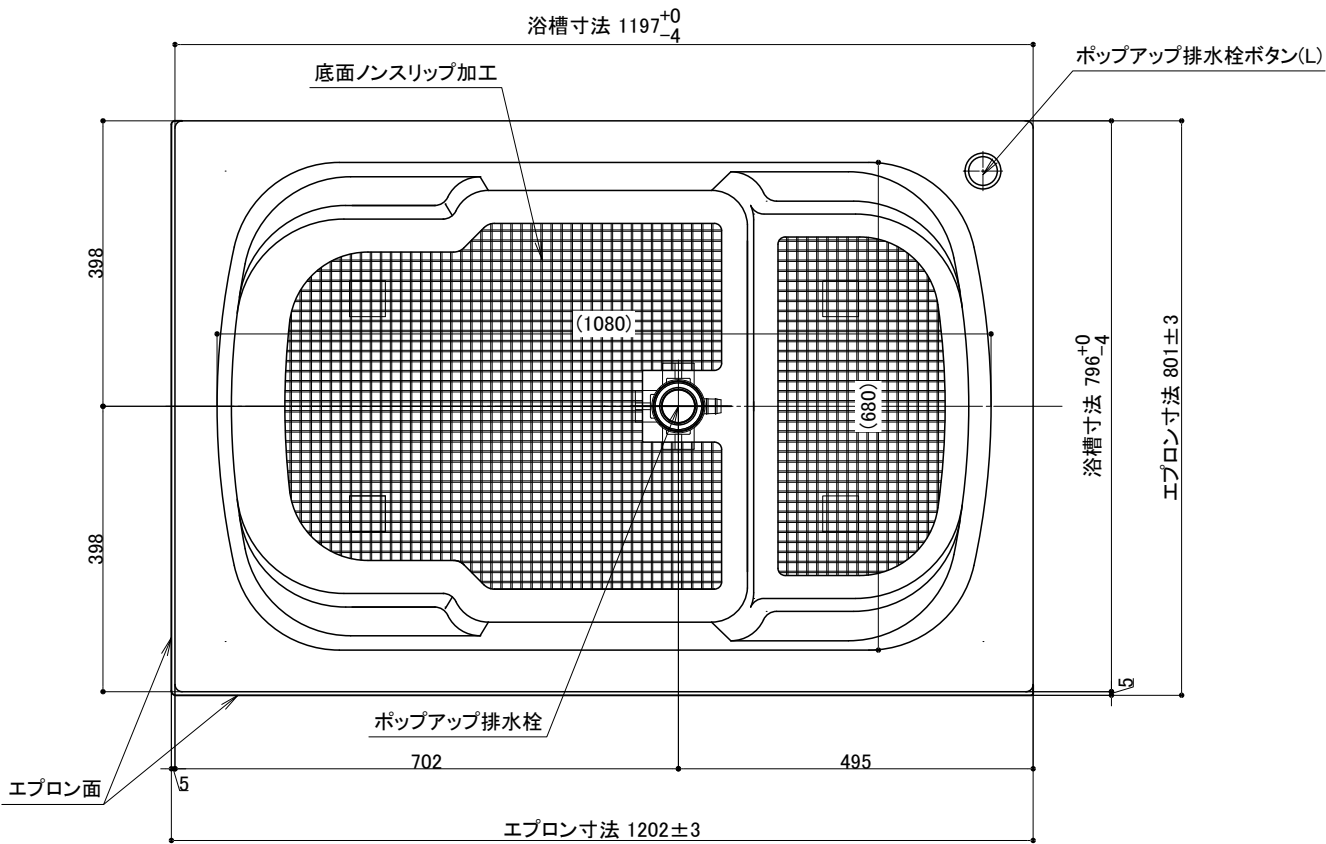 浴槽寸法 1197+0-4
ポップアップ排水栓ボタン(L)
底面ノンスリップ加工
398
(1080)
(680)
浴槽寸法 796+0-4
エプロン寸法 801±3
398
5
ポップアップ排水栓
702
495
エプロン面
5
エプロン寸法 1202±3